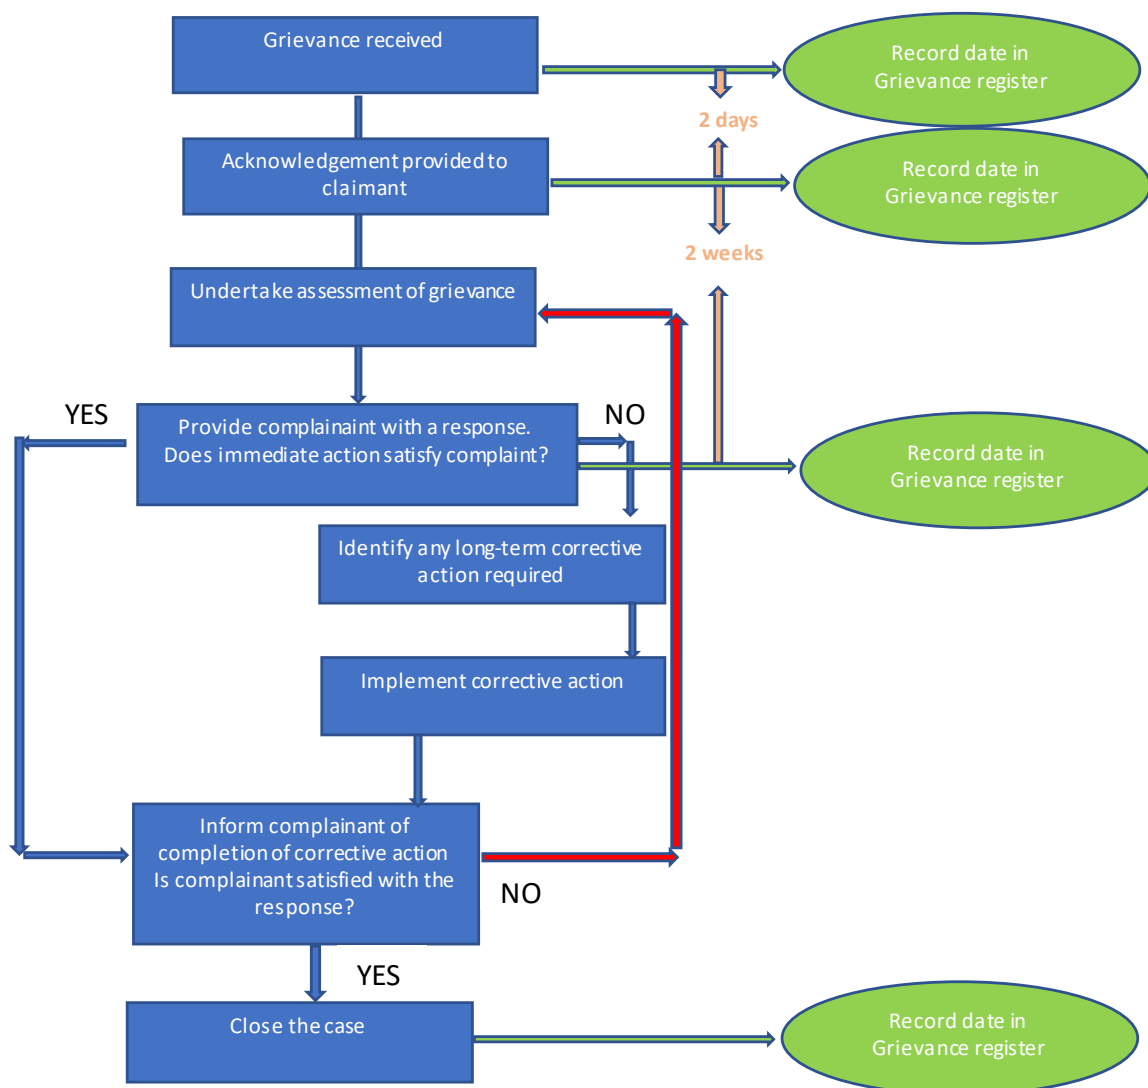 Grievance received
Record date in
Grievance register
2 days
Acknowledgement provided to
claimant
Record date in
Grievance register
2 weeks
Undertake assessment of grievance
YES
NO
Provide complainaint with a response.
Does immediate action satisfy complaint?
Record date in
Grievance register
Identify any long-term corrective
action required
Implement corrective action
Inform complainant of
completion of corrective action
Is complainant satisfied with the
response?
NO
YES
Close the case
Record date in
Grievance register